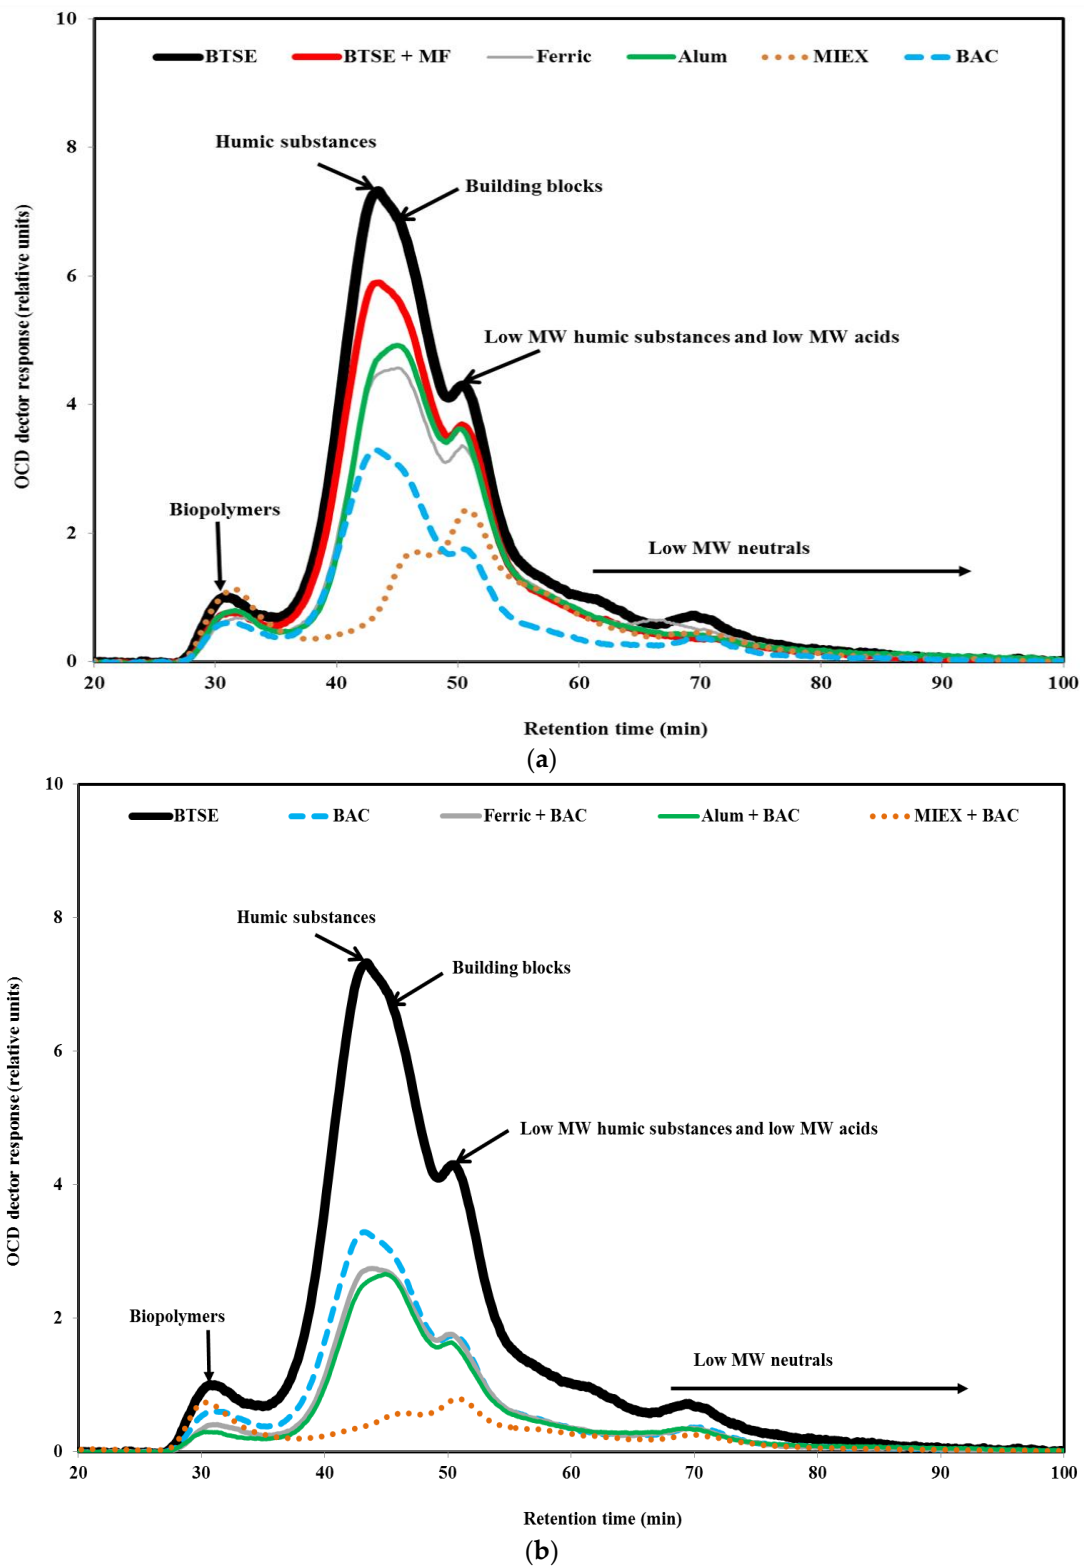 10
BTSE BTSE + MF Ferric Alum MIEX BAC
8
Humic substances
Building blocks
6
Low MW humic substances and low MW acids
4
Biopolymers
2
Low MW neutrals
0
20 30 40 50 60 70 80 90 100
OCD dector response (relative units)
Retention time (min)
(a)
10
BTSE BAC Ferric + BAC Alum + BAC MIEX + BAC
8
Humic substances
Building blocks
6
Low MW humic substances and low MW acids
4
2
Biopolymers
Low MW neutrals
0
20 30 40 50 60 70 80 90 100
OCD dector response (relative units)
Retention time (min)
(b)